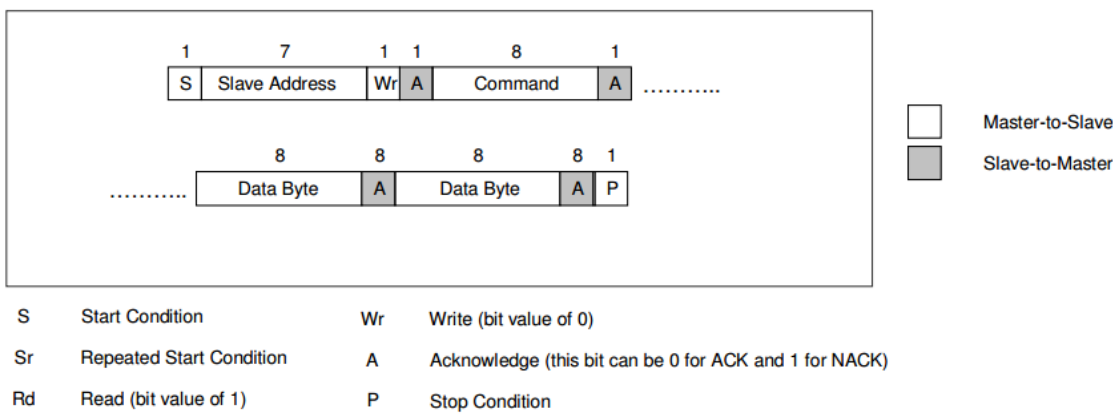 1 7 1 1 8 1
S Slave Address Wr A Command A ...........
Master-to-Slave
Slave-to-Master
8 8 8 8 1
........... Data Byte A Data Byte A P
S Start Condition Wr Write (bit value of 0)
Sr Repeated Start Condition A Acknowledge (this bit can be 0 for ACK and 1 for NACK)
Rd Read (bit value of 1) P Stop Condition